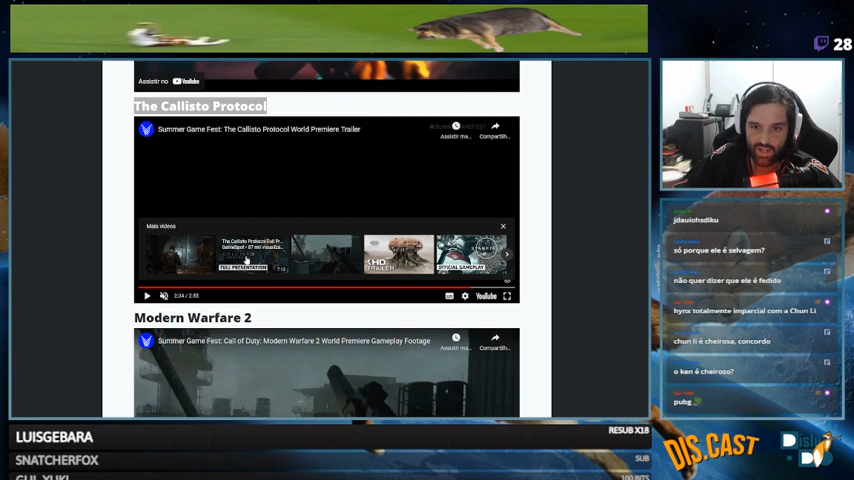 28
Assistir no YouTube
The Callisto Protocol
Summer Game Fest: The Callisto Protocol World Premiere Trailer
Assistir ma... Compartilh...
Mais vídeos
The Callisto Protocol Full Pr...
FULL PRESENTATION
7:13
HD
TRAILER
OFFICIAL GAMEPLAY
2:34 / 2:55
YouTube
Modern Warfare 2
Summer Game Fest: Call of Duty: Modern Warfare 2 World Premiere Gameplay Footage
Assistir ma... Compartilh...
jdauiohsdiku
só porque ele é selvagem?
não quer dizer que ele é fedido
hynx totalmente imparcial com a Chun Li
chun li é cheirosa, concordo
o ken é cheiroso?
pubg
LUISGEBARA
RESUB X18
SNATCHERFOX
SUB
100 BITS
DIS.CAST